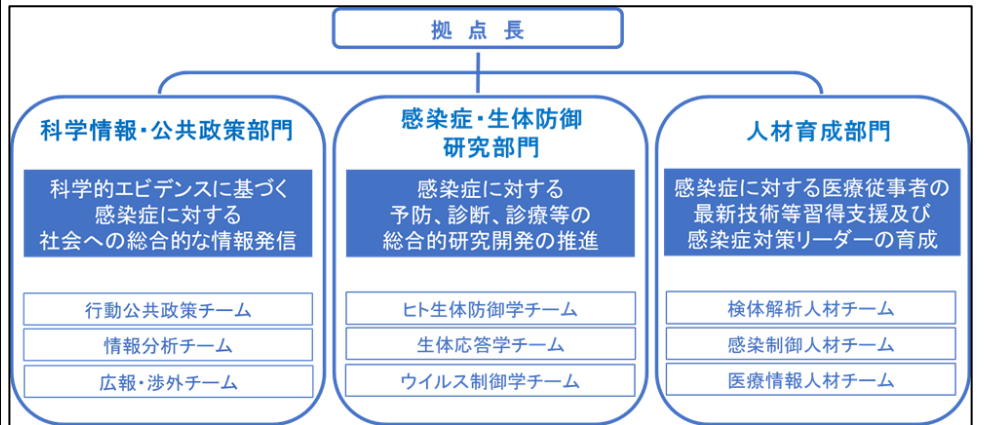 拠 点 長
科学情報・公共政策部門
科学的エビデンスに基づく
感染症に対する
社会への総合的な情報発信
行動公共政策チーム
情報分析チーム
広報・渉外チーム
感染症・生体防御
研究部門
感染症に対する
予防、診断、診療等の
総合的研究開発の推進
ヒト生体防御学チーム
生体応答学チーム
ウイルス制御学チーム
人材育成部門
感染症に対する医療従事者の
最新技術等習得支援及び
感染症対策リーダーの育成
検体解析人材チーム
感染制御人材チーム
医療情報人材チーム